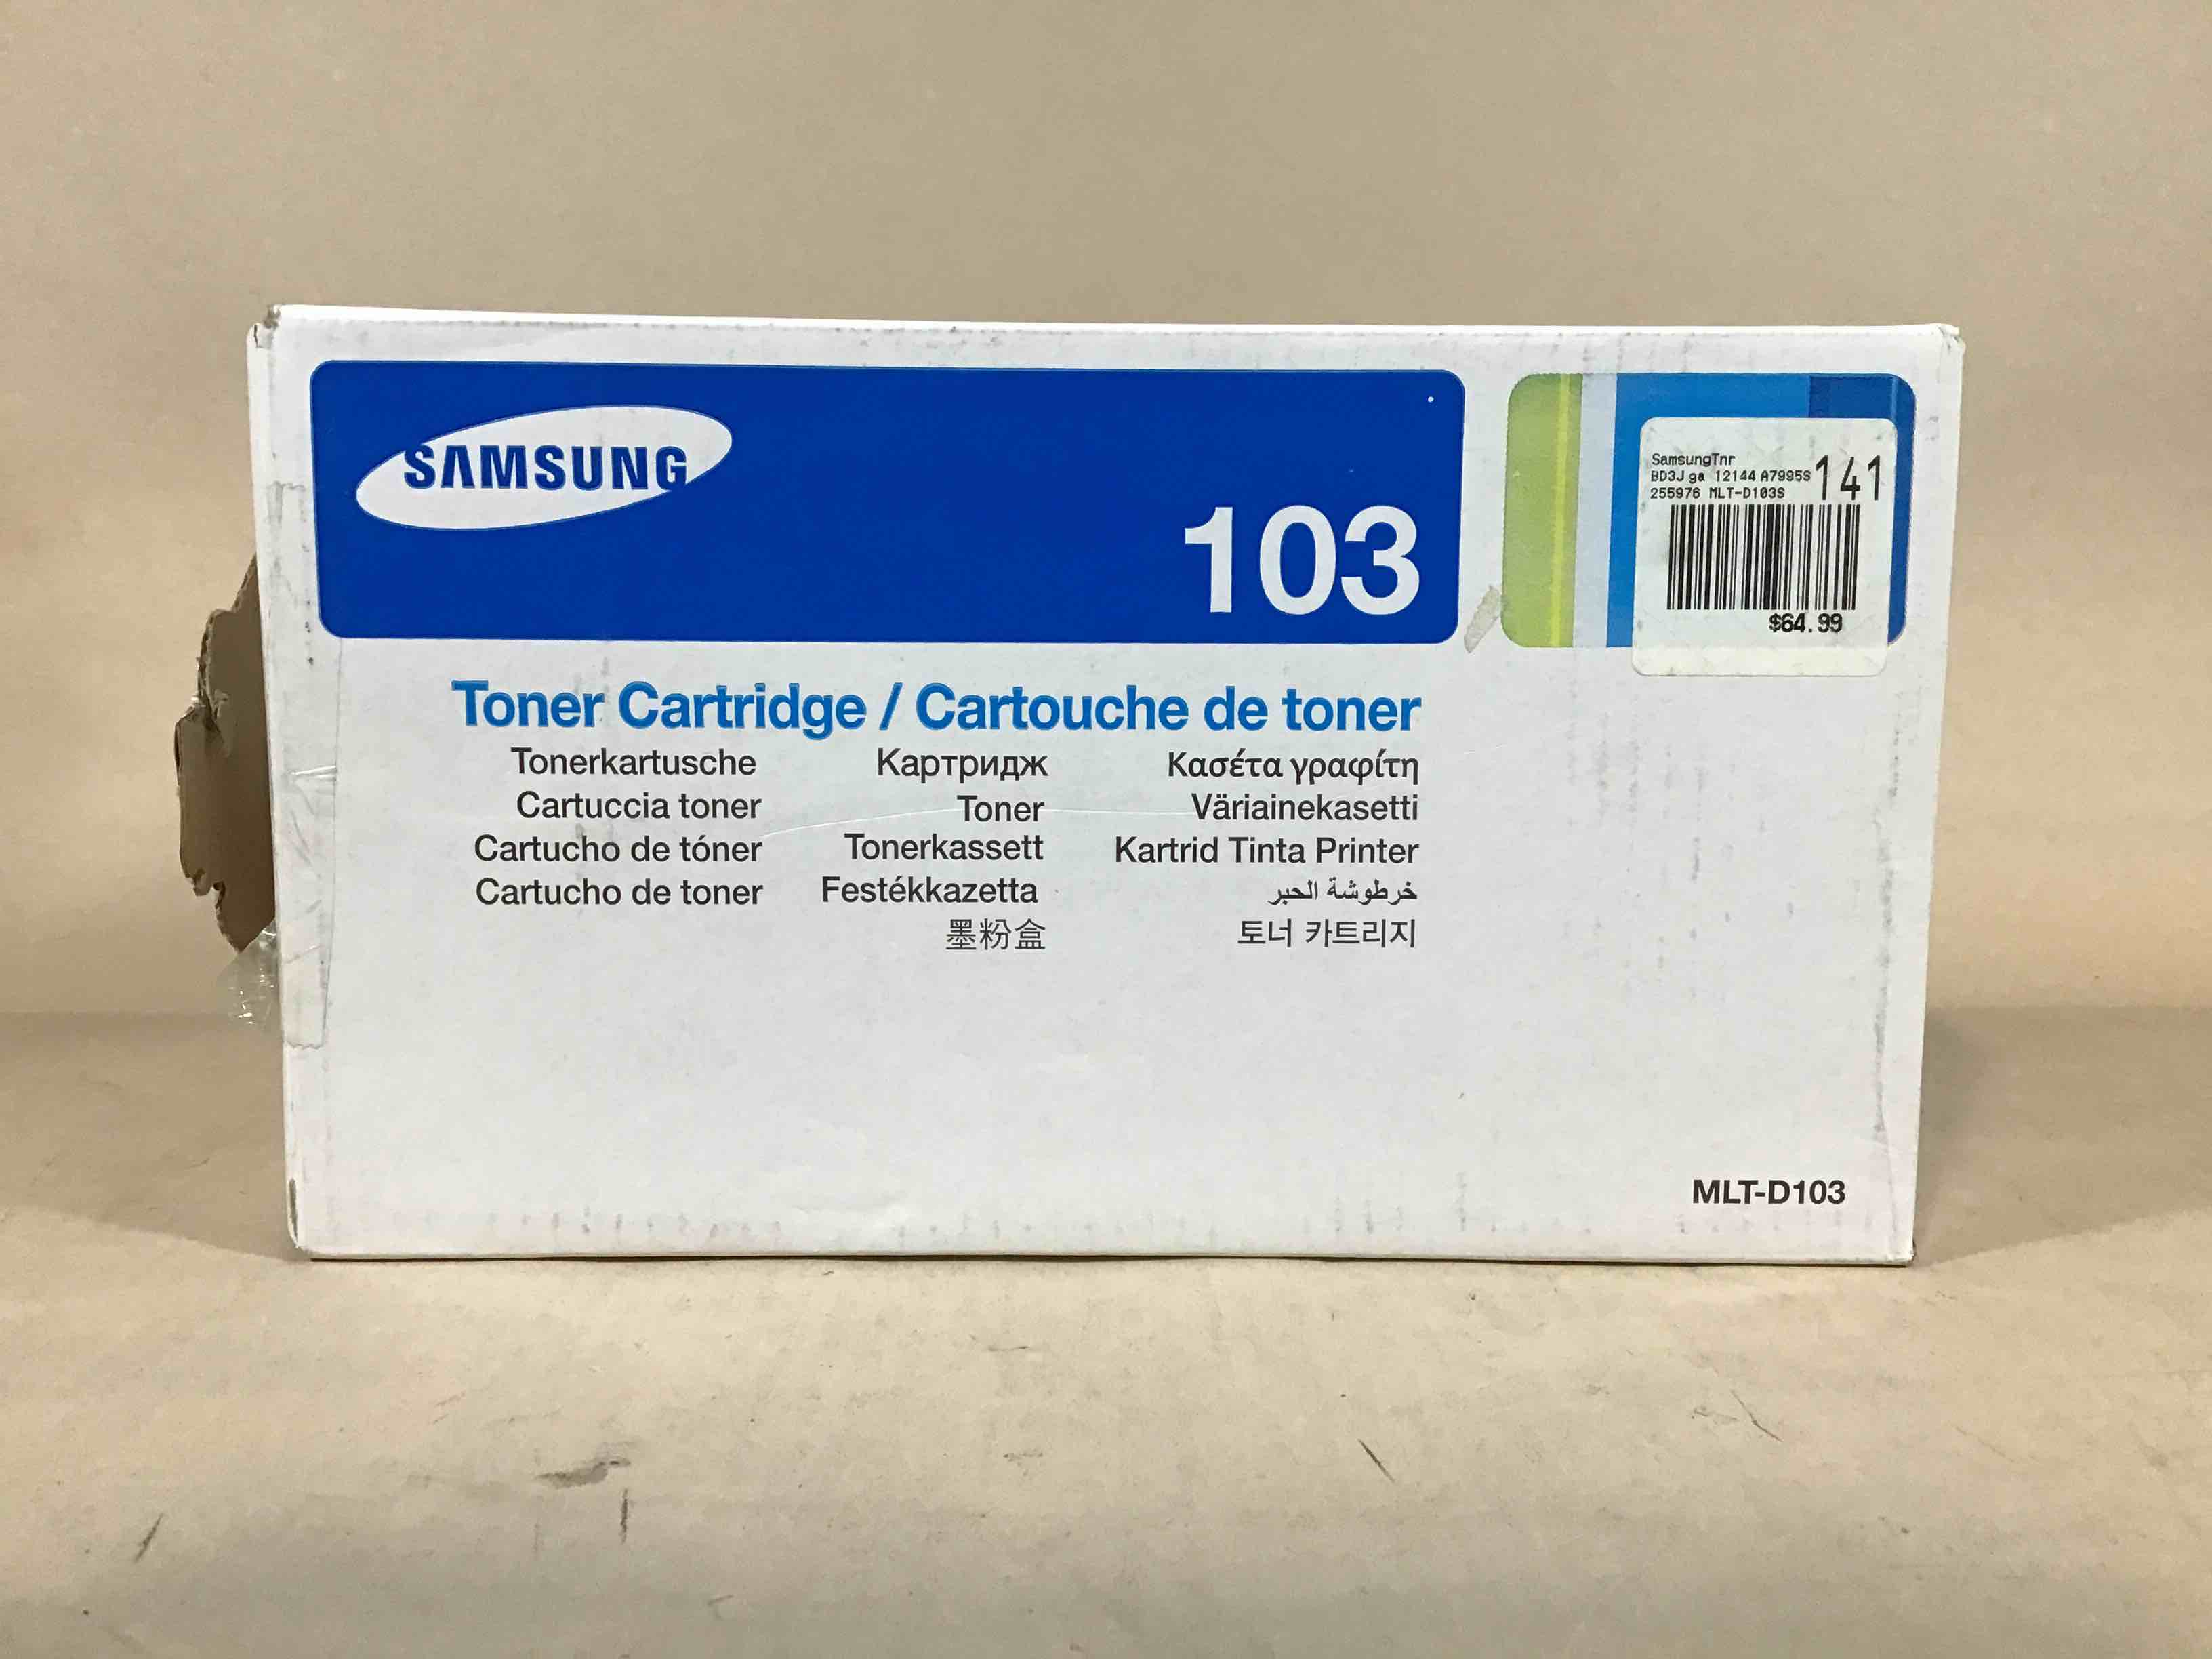 SAMSUNG
103
SamsungTnr
BD3J ga 12144 A7995S
255976 MLT-D103S
141
$64.99
Toner Cartridge / Cartouche de toner
Tonerkartusche
Cartuccia toner
Cartucho de tóner
Cartucho de toner
Картридж
Toner
Tonerkassett
Festékkazetta
墨粉盒
Κασέτα γραφίτη
Väriainekasetti
Kartrid Tinta Printer
خرطوشة الحبر
토너 카트리지
MLT-D103